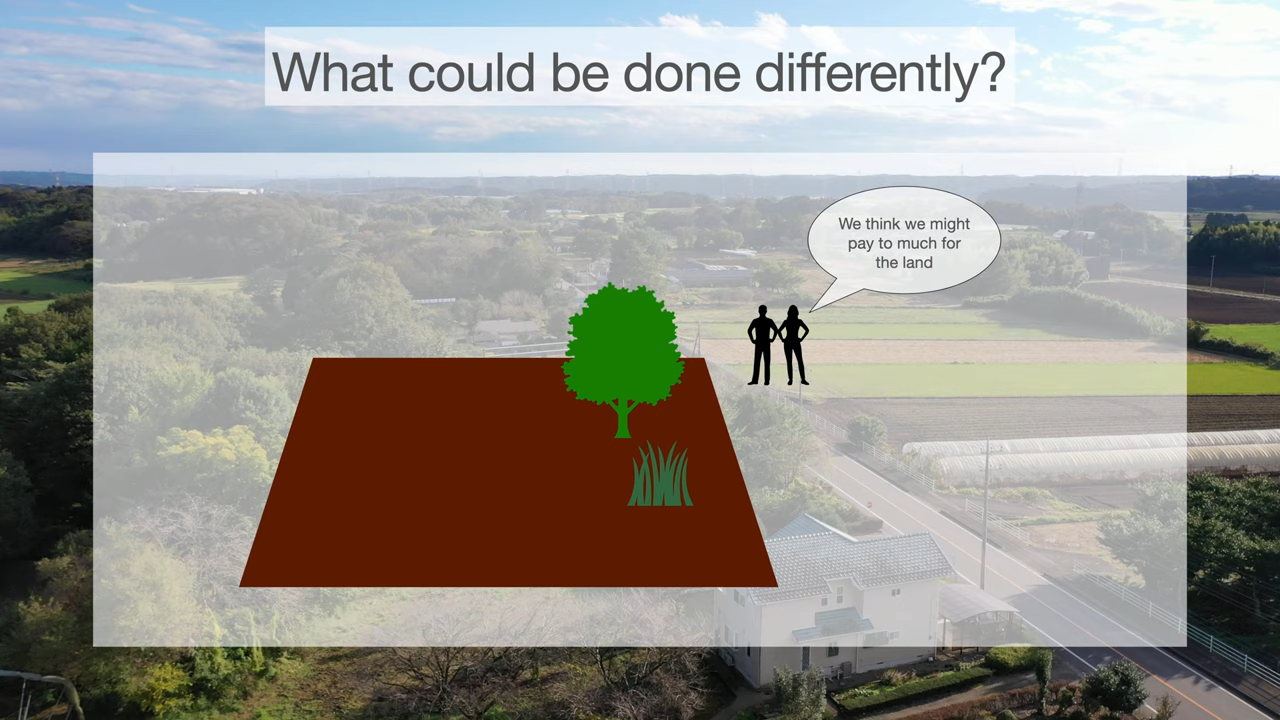 What could be done differently?
We think we might
pay to much for
the land